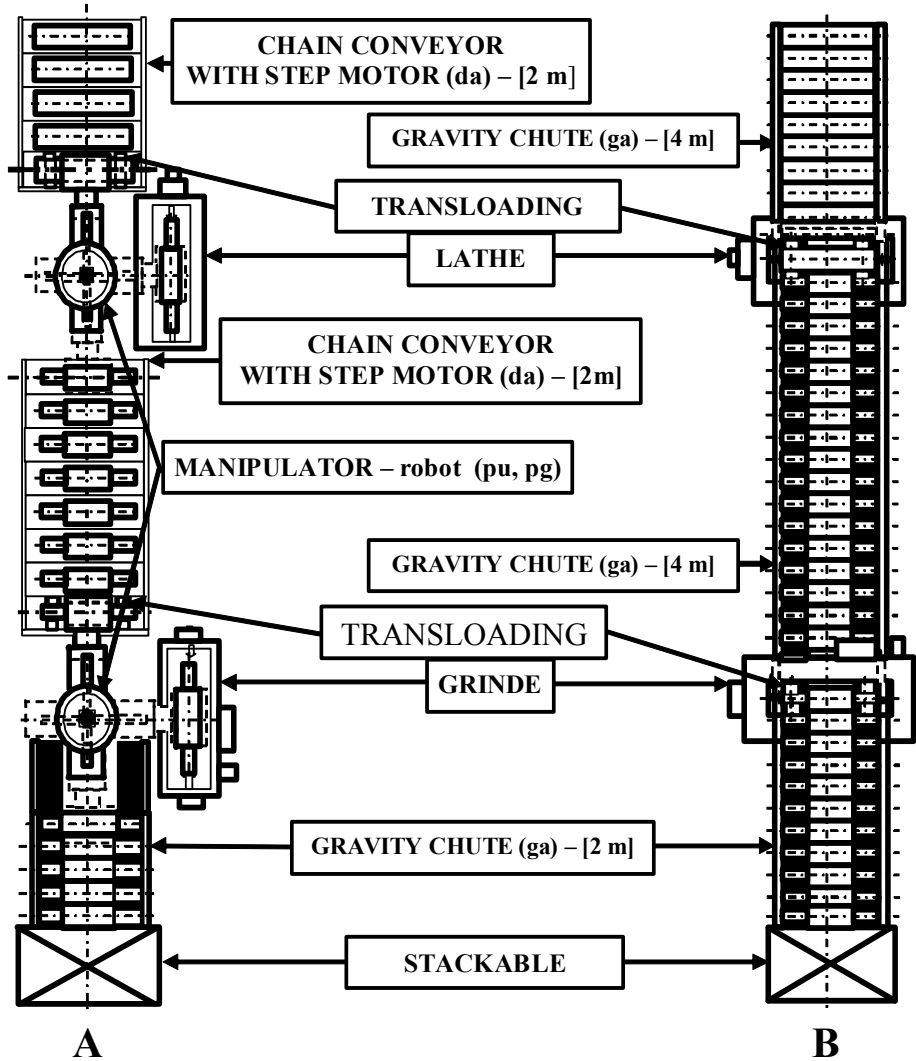 CHAIN CONVEYOR
WITH STEP MOTOR (da) – [2 m]
GRAVITY CHUTE (ga) – [4 m]
TRANSLOADING
LATHE
CHAIN CONVEYOR
WITH STEP MOTOR (da) – [2m]
MANIPULATOR – robot (pu, pg)
GRAVITY CHUTE (ga) – [4 m]
TRANSLOADING
GRINDE
GRAVITY CHUTE (ga) – [2 m]
STACKABLE
A
B